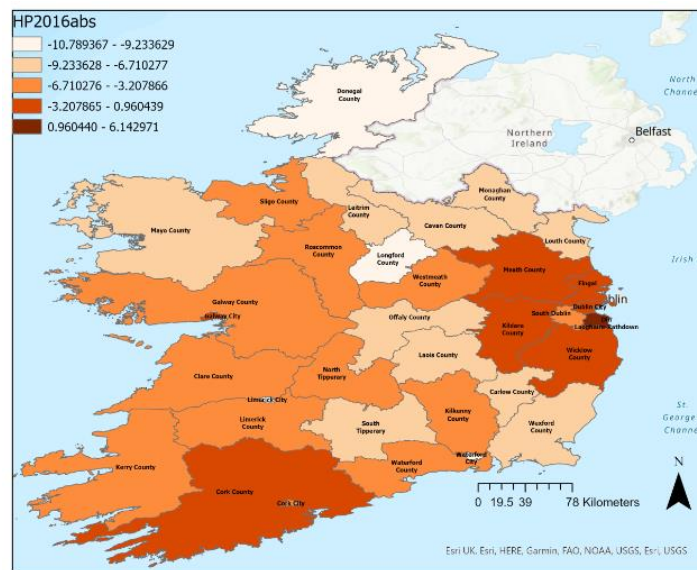 HP2016abs
-10.789367 - -9.233629
-9.233628 - -6.710277
-6.710276 - -3.207866
-3.207865 - 0.960439
0.960440 - 6.142971
North
Channel
Donegal
County
Northern
Ireland
Belfast
Sligo County
Leitrim
County
Monaghan
County
Mayo County
Cavan County
Roscommon
County
Longford
County
Louth County
Irish
Meath County
Westmeath
County
Fingal
Galway County
Galway City
Dublin City
South Dublin
Offaly County
Laoghaire-Rathdown
Kildare
County
Laois County
Wicklow
County
Clare County
North
Tipperary
Carlow County
Limerick City
Limerick
County
Kilkenny
County
South
Tipperary
Wexford
County
St.
George
Channe
Kerry County
Waterford
County
Waterford
City
N
Cork County
Cork City
0 19.5 39 78 Kilometers
Esri UK, Esri, HERE, Garmin, FAO, NOAA, USGS, Esri, USGS